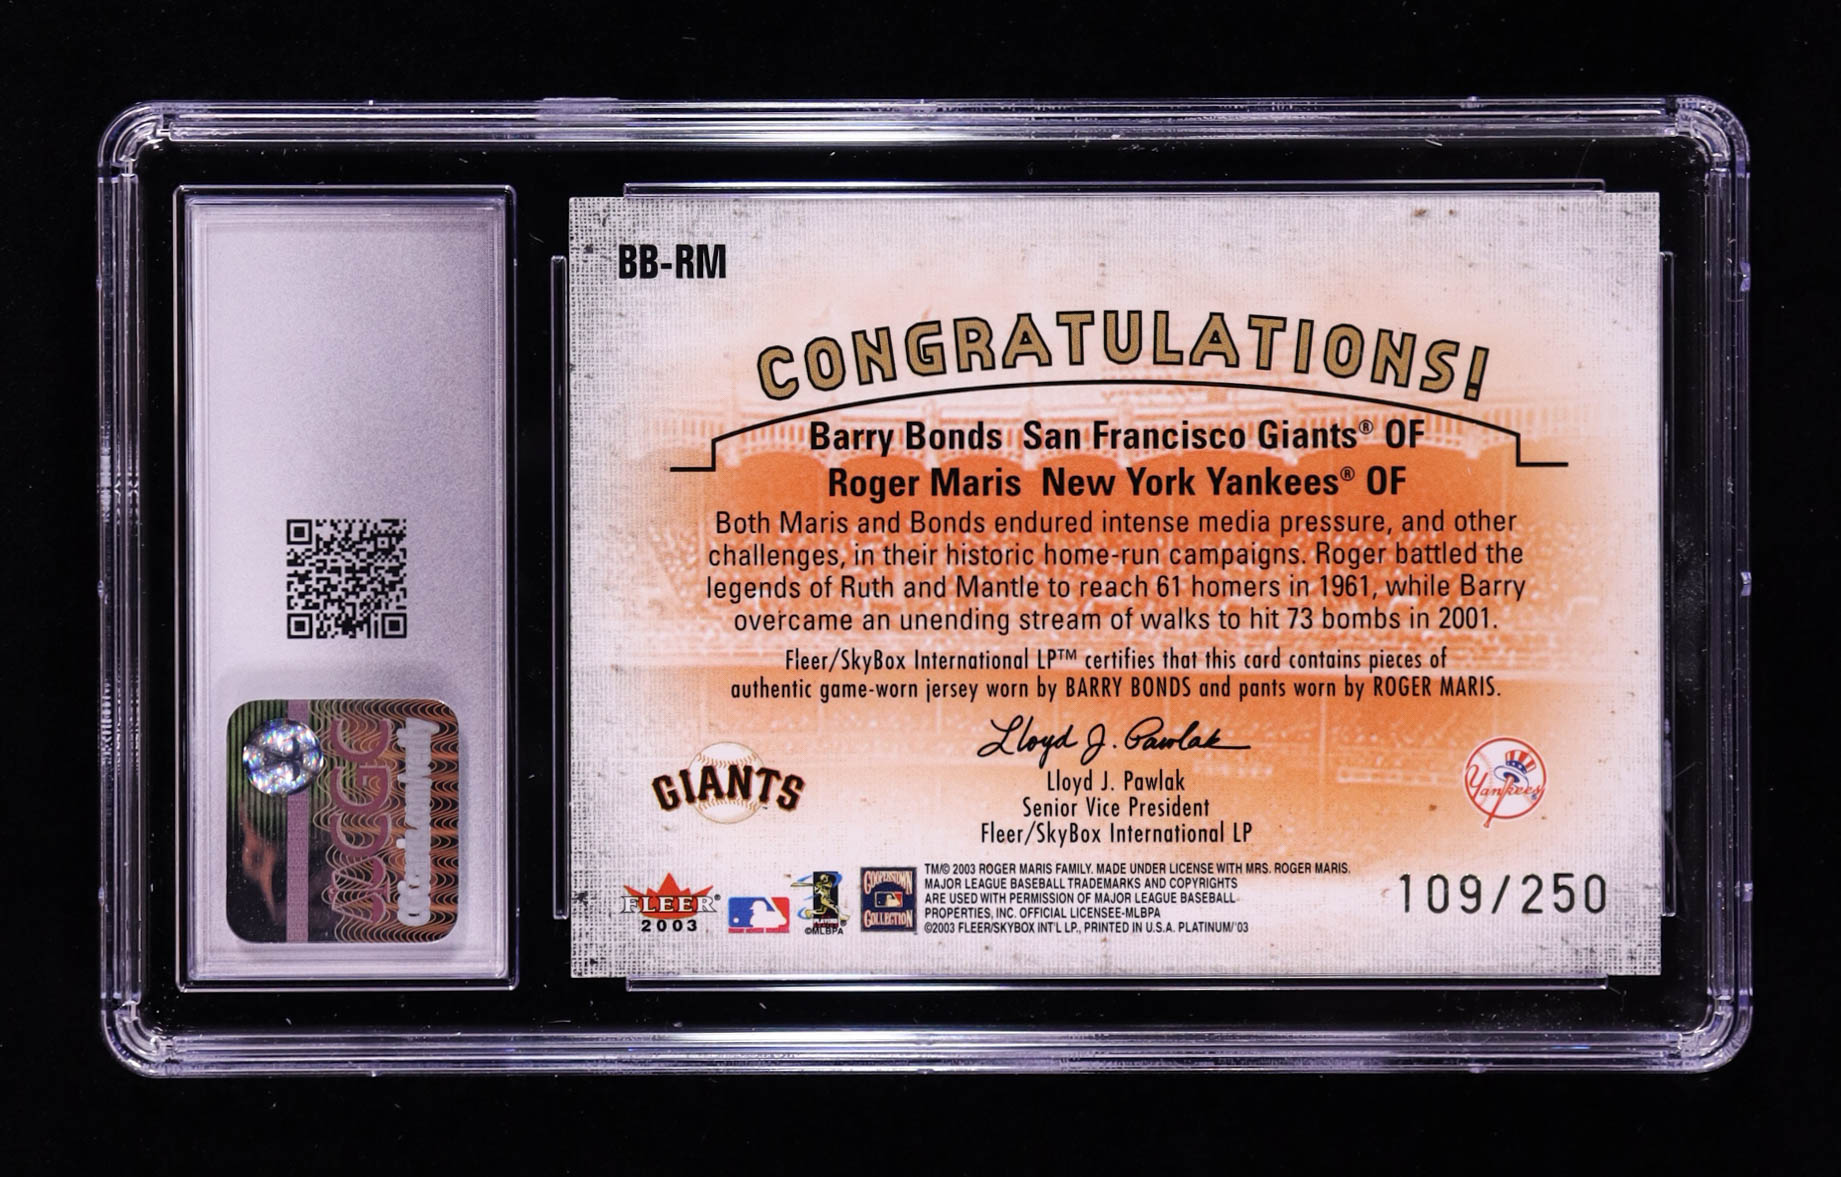 BB-RM
CONGRATULATIONS!
Barry Bonds San Francisco Giants® OF
Roger Maris New York Yankees® OF
Both Maris and Bonds endured intense media pressure, and other
challenges, in their historic home-run campaigns. Roger battled the
legends of Ruth and Mantle to reach 61 homers in 1961, while Barry
overcame an unending stream of walks to hit 73 bombs in 2001.
Fleer/SkyBox International LP™ certifies that this card contains pieces of
authentic game-worn jersey worn by BARRY BONDS and pants worn by ROGER MARIS.
Lloyd J. Pawlak
Lloyd J. Pawlak
Senior Vice President
Fleer/SkyBox International LP
GIANTS
Yankees
FLEER®
2003
©MLBPA
COOPERSTOWN
COLLECTION
TM/© 2003 ROGER MARIS FAMILY. MADE UNDER LICENSE WITH MRS. ROGER MARIS.
MAJOR LEAGUE BASEBALL TRADEMARKS AND COPYRIGHTS
ARE USED WITH PERMISSION OF MAJOR LEAGUE BASEBALL
PROPERTIES, INC. OFFICIAL LICENSEE-MLBPA
©2003 FLEER/SKYBOX INT'L LP., PRINTED IN U.S.A. PLATINUM/'03
109/250